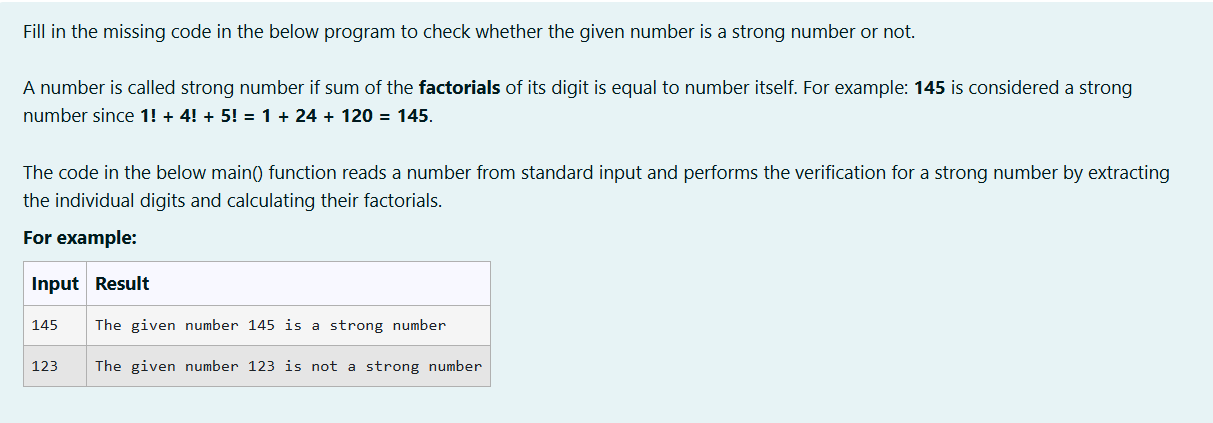 Fill in the missing code in the below program to check whether the given number is a strong number or not.
A number is called strong number if sum of the factorials of its digit is equal to number itself. For example: 145 is considered a strong
number since 1! + 4! + 5! = 1 + 24 + 120 = 145.
The code in the below main() function reads a number from standard input and performs the verification for a strong number by extracting
the individual digits and calculating their factorials.
For example:
Input Result
145 The given number 145 is a strong number
123 The given number 123 is not a strong number